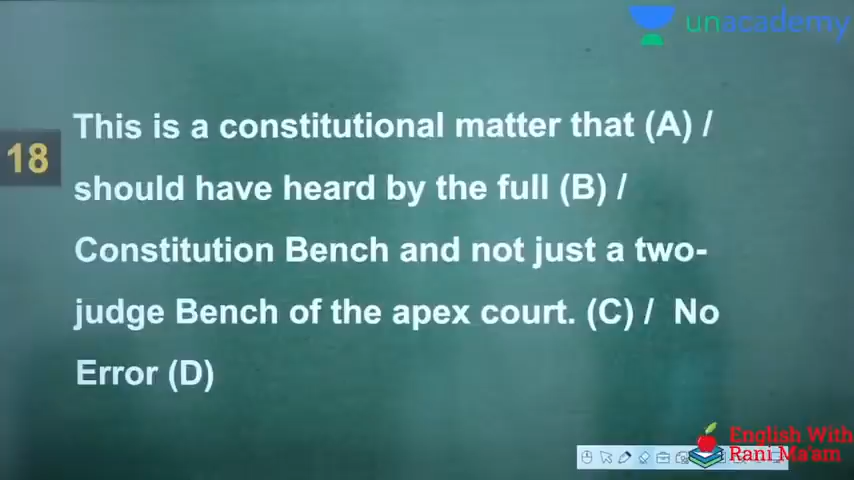 unacademy
This is a constitutional matter that (A) /
18
should have heard by the full (B) /
Constitution Bench and not just a two-
judge Bench of the apex court. (C) / No
Error (D)
English With
Rani Ma'am